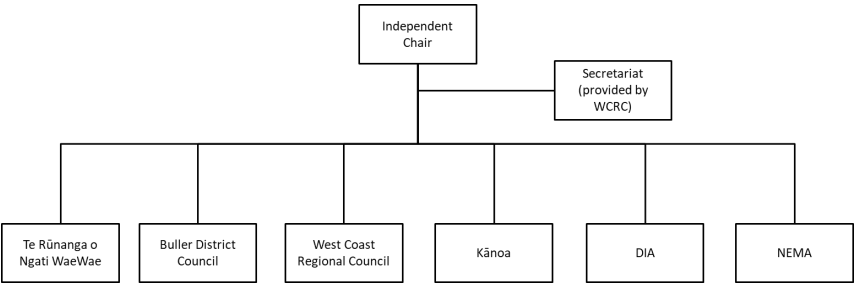 Independent
Chair
Secretariat
(provided by
WCRC)
Te Rūnanga o
Ngati WaeWae
Buller District
Council
West Coast
Regional Council
Kānoa
DIA
NEMA